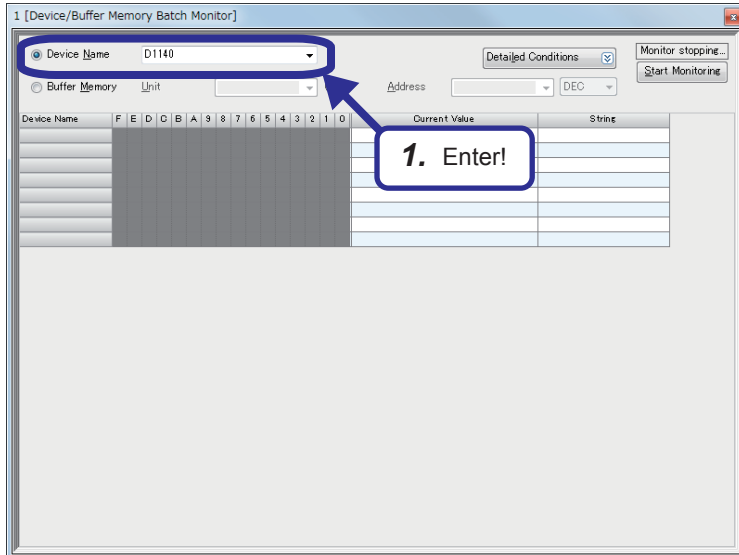 1 [Device/Buffer Memory Batch Monitor]
Device Name D1140 Detailed Conditions Monitor stopping...
Start Monitoring
Buffer Memory Unit Address DEC
Device Name F E D C B A 9 8 7 6 5 4 3 2 1 0 Current Value String
1. Enter!